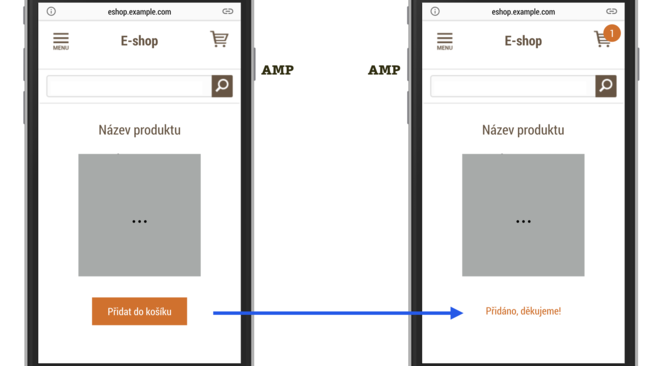 eshop.example.com
MENU
E-shop
Název produktu
...
Přidat do košíku
AMP
AMP
eshop.example.com
MENU
E-shop
1
Název produktu
...
Přidáno, děkujeme!